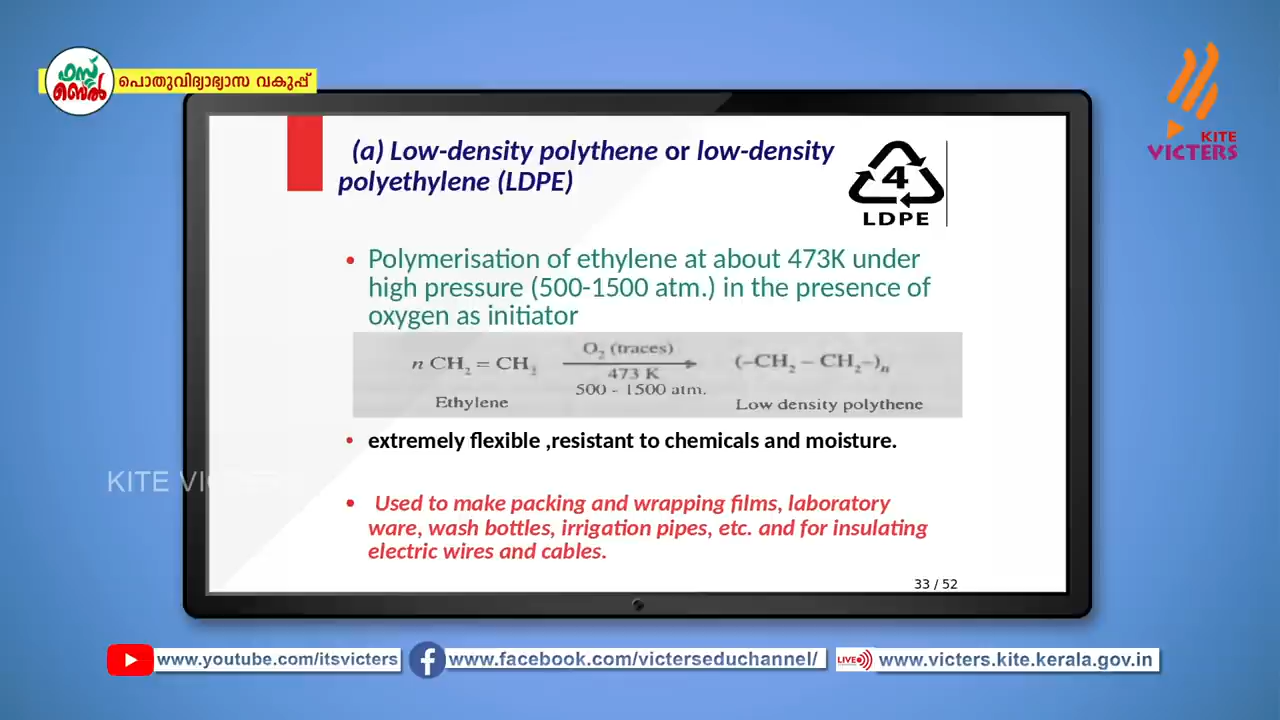 ഫസ്റ്റ്
ബെൽ
പൊതുവിദ്യാഭ്യാസ വകുപ്പ്
KITE
VICTERS
(a) Low-density polythene or low-density
polyethylene (LDPE)
4
LDPE
• Polymerisation of ethylene at about 473K under
high pressure (500-1500 atm.) in the presence of
oxygen as initiator
n CH₂ = CH₂ O₂ (traces) (–CH₂ – CH₂–)ₙ
473 K
500 - 1500 atm.
Ethylene Low density polythene
• extremely flexible ,resistant to chemicals and moisture.
KITE VICTERS
• Used to make packing and wrapping films, laboratory
ware, wash bottles, irrigation pipes, etc. and for insulating
electric wires and cables.
33 / 52
www.youtube.com/itsvicters
www.facebook.com/victerseduchannel/
LIVE
www.victers.kite.kerala.gov.in